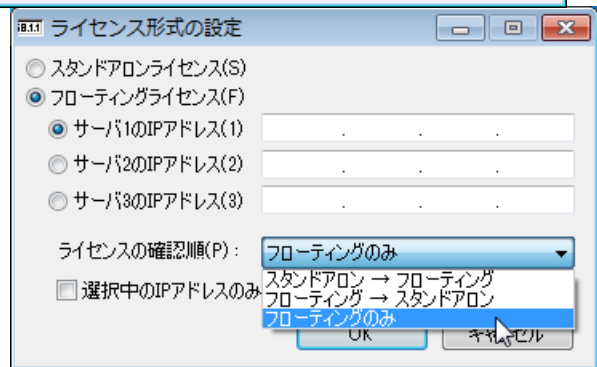 ライセンス形式の設定
スタンドアロンライセンス(S)
フローティングライセンス(F)
サーバ1のIPアドレス(1) . . .
サーバ2のIPアドレス(2) . . .
サーバ3のIPアドレス(3) . . .
ライセンスの確認順(P): フローティングのみ
スタンドアロン → フローティング
選択中のIPアドレスのみ フローティング → スタンドアロン
フローティングのみ
OK キャンセル